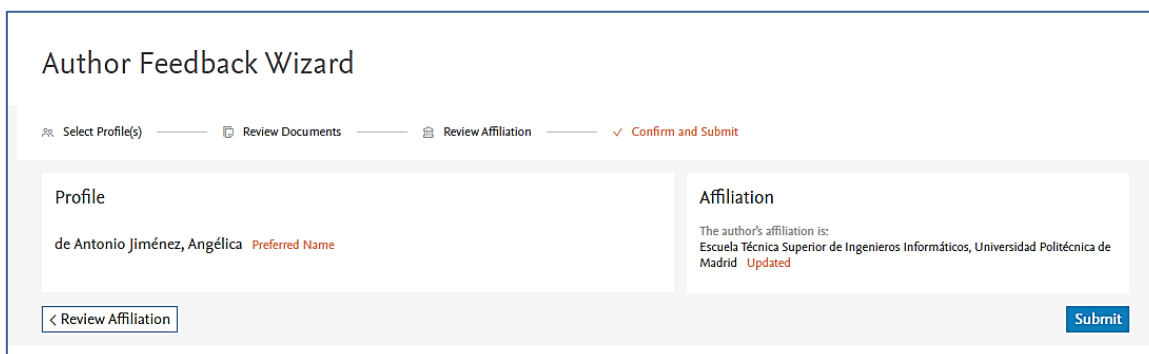 Author Feedback Wizard
Select Profile(s) Review Documents Review Affiliation Confirm and Submit
Profile
de Antonio Jiménez, Angélica Preferred Name
Affiliation
The author's affiliation is:
Escuela Técnica Superior de Ingenieros Informáticos, Universidad Politécnica de
Madrid Updated
< Review Affiliation
Submit